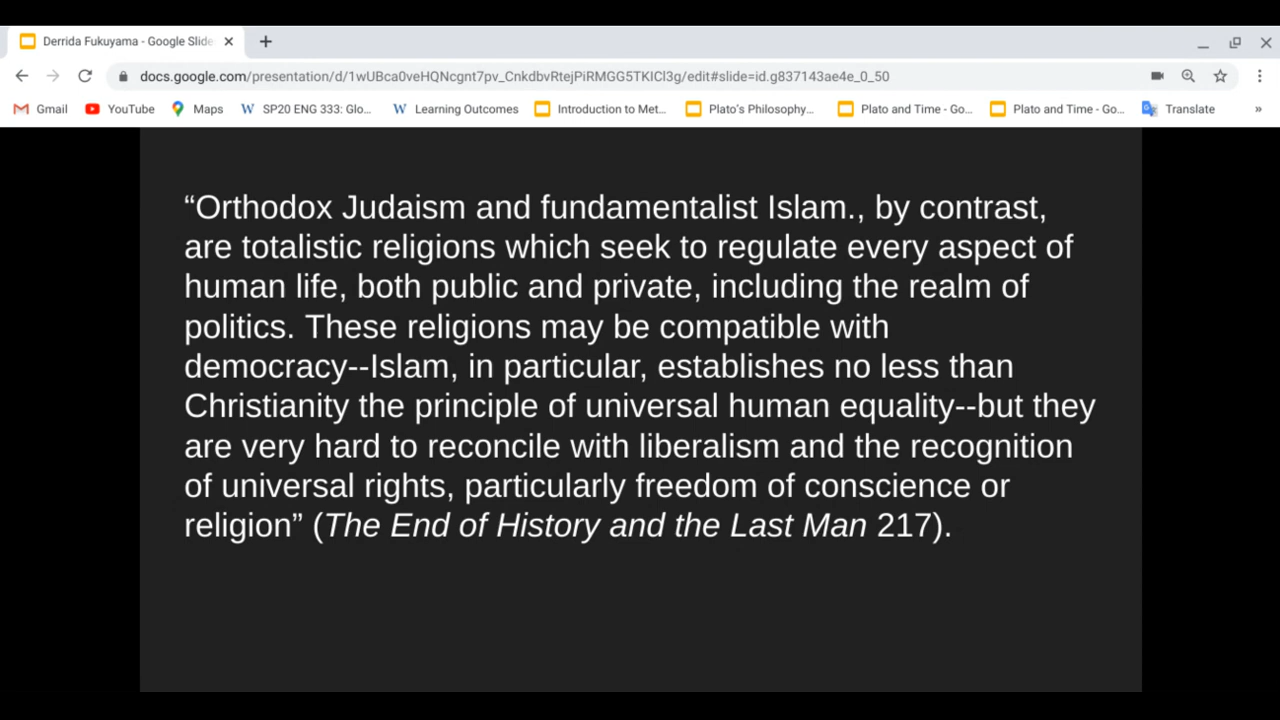 Derrida Fukuyama - Google Slide
docs.google.com/presentation/d/1wUBca0veHQNcgnt7pv_CnkdbvRtejPiRMGG5TKICl3g/edit#slide=id.g837143ae4e_0_50
Gmail YouTube Maps SP20 ENG 333: Glo... Learning Outcomes Introduction to Met... Plato's Philosophy... Plato and Time - Go... Plato and Time - Go... Translate »
“Orthodox Judaism and fundamentalist Islam., by contrast,
are totalistic religions which seek to regulate every aspect of
human life, both public and private, including the realm of
politics. These religions may be compatible with
democracy--Islam, in particular, establishes no less than
Christianity the principle of universal human equality--but they
are very hard to reconcile with liberalism and the recognition
of universal rights, particularly freedom of conscience or
religion” (The End of History and the Last Man 217).